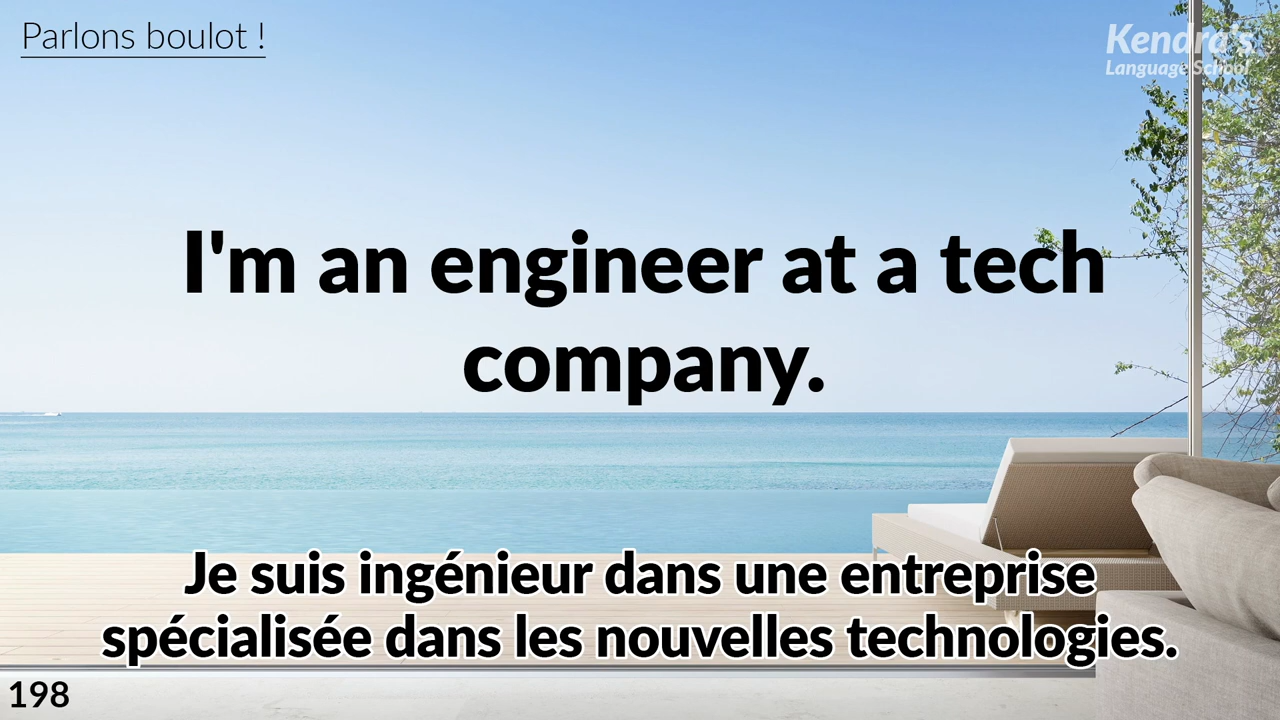 Parlons boulot !
Kendra's
Language School
I'm an engineer at a tech
company.
Je suis ingénieur dans une entreprise
spécialisée dans les nouvelles technologies.
198